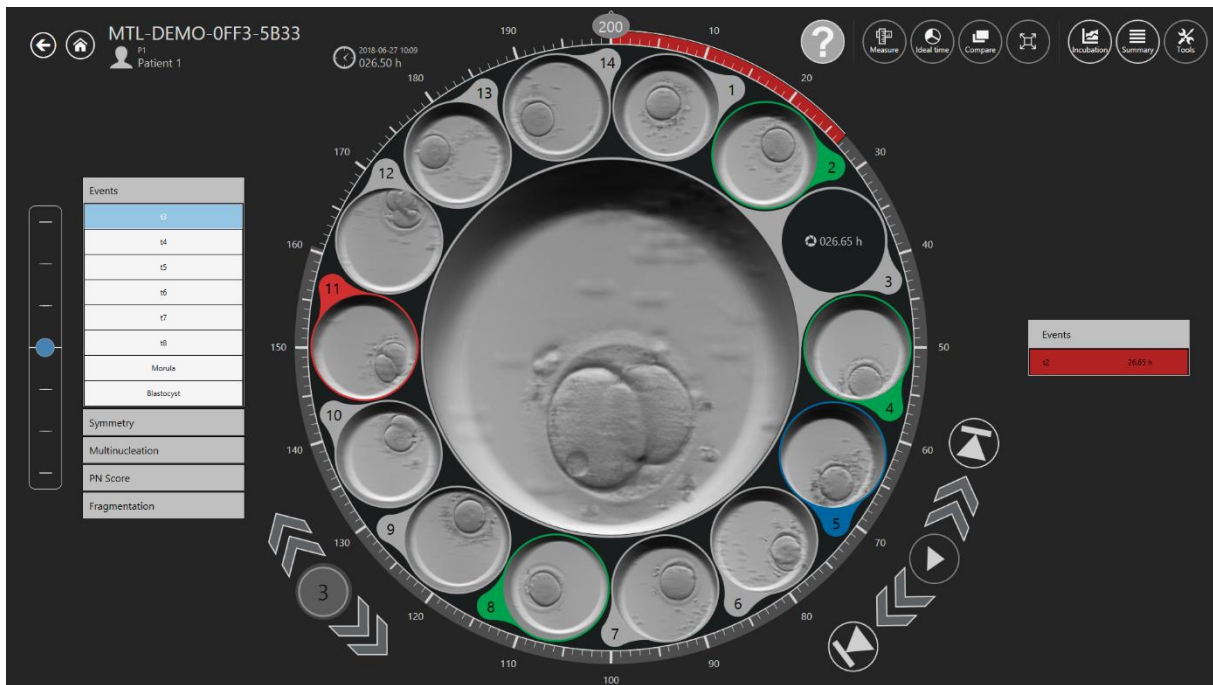 MTL-DEMO-0FF3-5B33
P1
Patient 1
2018-06-27 10:09
026.50 h
?
Measure
Ideal time
Compare
Incubation
Summary
Tools
200
10
20
30
40
50
60
70
80
90
100
110
120
130
140
150
160
170
180
190
1
2
026.65 h
3
4
5
6
7
8
9
10
11
12
13
14
Events
t3
t4
t5
t6
t7
t8
Morula
Blastocyst
Symmetry
Multinucleation
PN Score
Fragmentation
3
Events
t2 26.65 h